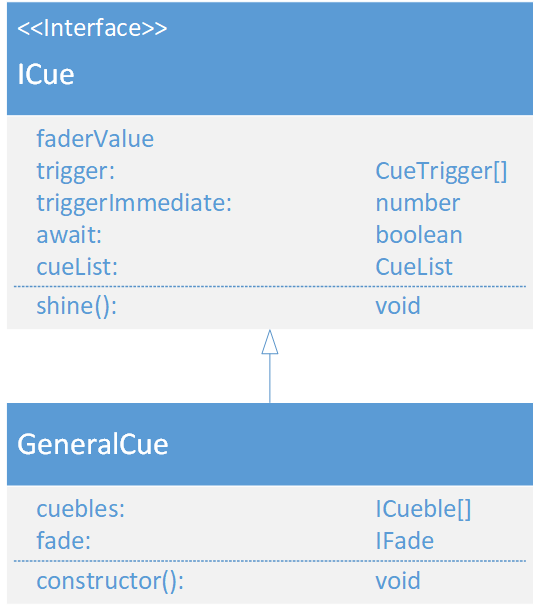 <<Interface>>
ICue
faderValue
trigger: CueTrigger[]
triggerImmediate: number
await: boolean
cueList: CueList
shine(): void
GeneralCue
cuebles: ICueble[]
fade: IFade
constructor(): void